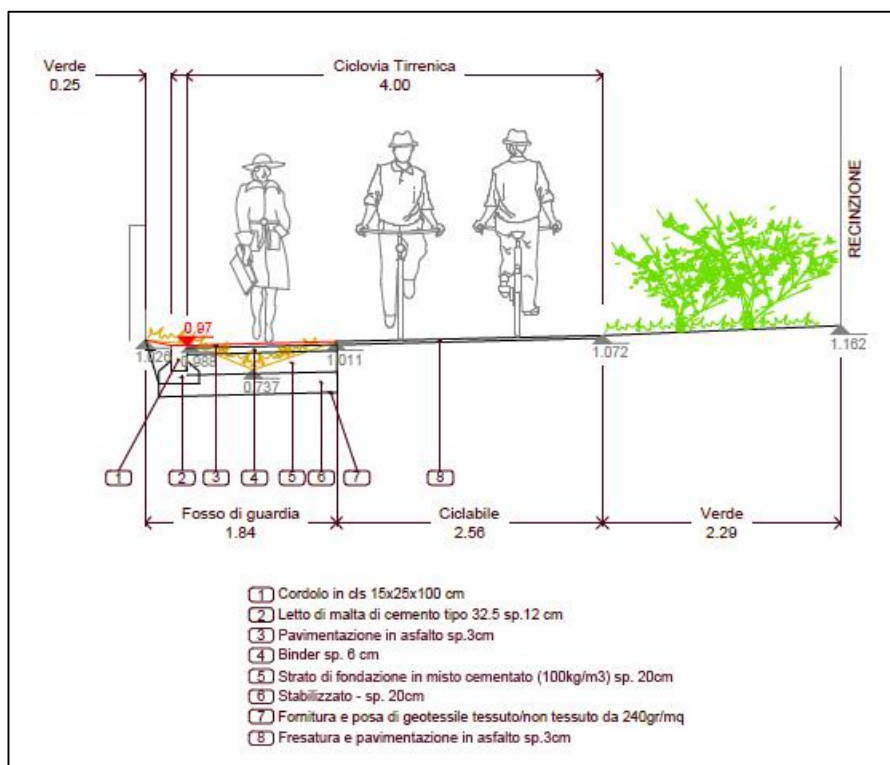 Verde
0.25
Ciclovia Tirrenica
4.00
RECINZIONE
0.97
1.026
0.988
0.737
1.011
1.072
1.162
1
2
3
4
5
6
7
8
Fosso di guardia
1.84
Ciclabile
2.56
Verde
2.29
1 Cordolo in cls 15x25x100 cm
2 Letto di malta di cemento tipo 32.5 sp.12 cm
3 Pavimentazione in asfalto sp.3cm
4 Binder sp. 6 cm
5 Strato di fondazione in misto cementato (100kg/m3) sp. 20cm
6 Stabilizzato - sp. 20cm
7 Fornitura e posa di geotessile tessuto/non tessuto da 240gr/mq
8 Fresatura e pavimentazione in asfalto sp.3cm